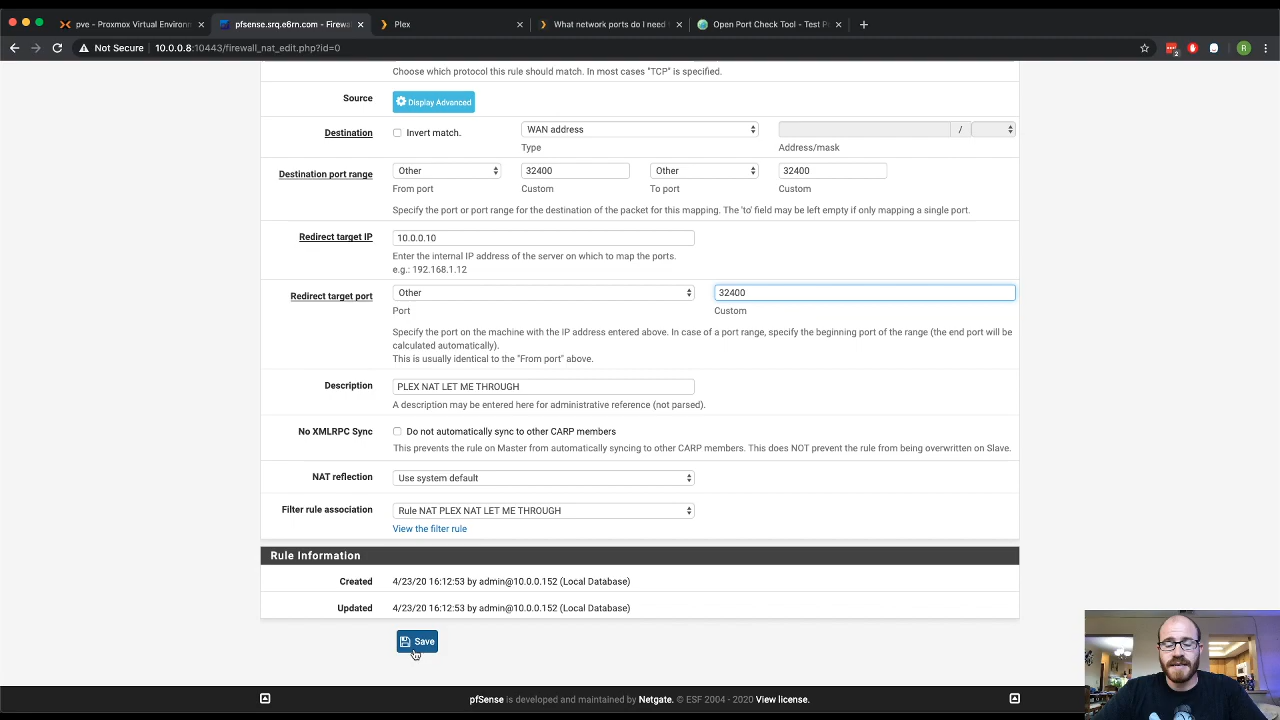 pve - Proxmox Virtual Environm
pfsense.srq.e6rn.com - Firewal
Plex
What network ports do I need t
Open Port Check Tool - Test P
Not Secure
10.0.0.8:10443/firewall_nat_edit.php?id=0
R
Choose which protocol this rule should match. In most cases "TCP" is specified.
Source
Display Advanced
Destination
Invert match.
WAN address
/
Type
Address/mask
Destination port range
Other
32400
Other
32400
From port
Custom
To port
Custom
Specify the port or port range for the destination of the packet for this mapping. The 'to' field may be left empty if only mapping a single port.
Redirect target IP
10.0.0.10
Enter the internal IP address of the server on which to map the ports.
e.g.: 192.168.1.12
Redirect target port
Other
32400
Port
Custom
Specify the port on the machine with the IP address entered above. In case of a port range, specify the beginning port of the range (the end port will be
calculated automatically).
This is usually identical to the "From port" above.
Description
PLEX NAT LET ME THROUGH
A description may be entered here for administrative reference (not parsed).
No XMLRPC Sync
Do not automatically sync to other CARP members
This prevents the rule on Master from automatically syncing to other CARP members. This does NOT prevent the rule from being overwritten on Slave.
NAT reflection
Use system default
Filter rule association
Rule NAT PLEX NAT LET ME THROUGH
View the filter rule
Rule Information
Created
4/23/20 16:12:53 by admin@10.0.0.152 (Local Database)
Updated
4/23/20 16:12:53 by admin@10.0.0.152 (Local Database)
Save
pfSense is developed and maintained by Netgate. © ESF 2004 - 2020 View license.